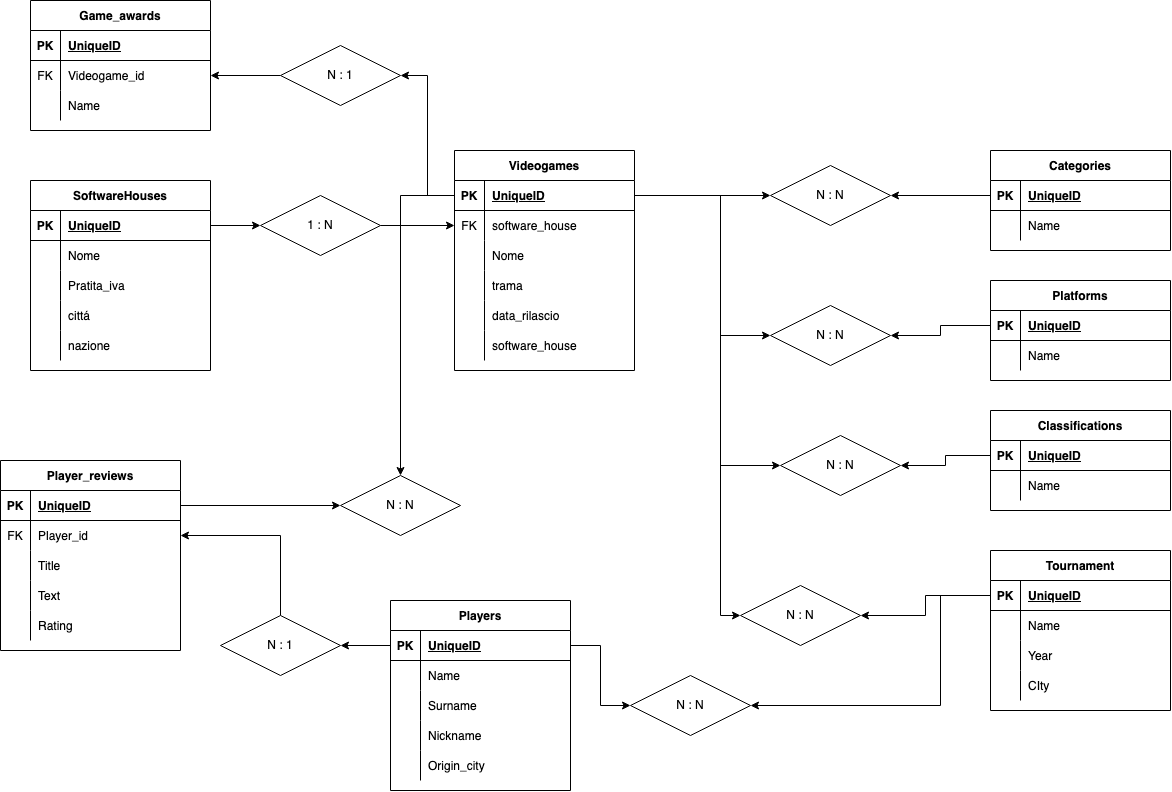 Game_awards
PK UniqueID
FK Videogame_id
Name
N : 1
SoftwareHouses
PK UniqueID
Nome
Pratita_iva
cittá
nazione
1 : N
Videogames
PK UniqueID
FK software_house
Nome
trama
data_rilascio
software_house
N : N
Categories
PK UniqueID
Name
N : N
Platforms
PK UniqueID
Name
N : N
Classifications
PK UniqueID
Name
Player_reviews
PK UniqueID
FK Player_id
Title
Text
Rating
N : N
N : 1
Players
PK UniqueID
Name
Surname
Nickname
Origin_city
N : N
N : N
Tournament
PK UniqueID
Name
Year
CIty